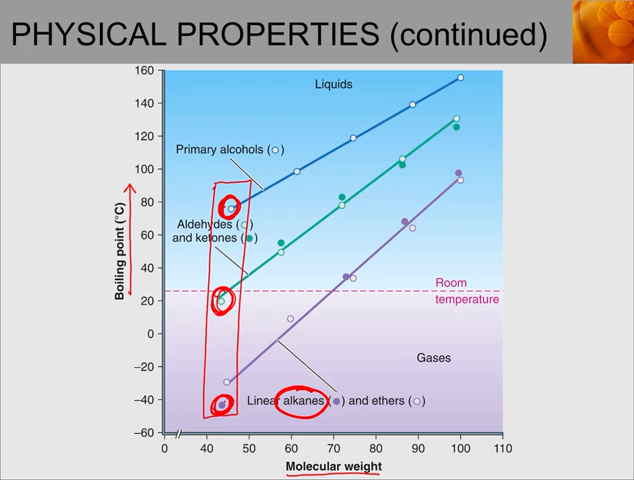 PHYSICAL PROPERTIES (continued)
160
140
120
100
80
60
40
20
0
–20
–40
–60
Boiling point (°C)
Liquids
Primary alcohols ( )
Aldehydes ( )
and ketones ( )
Room
temperature
Gases
Linear alkanes ( ) and ethers ( )
0 40 50 60 70 80 90 100 110
Molecular weight